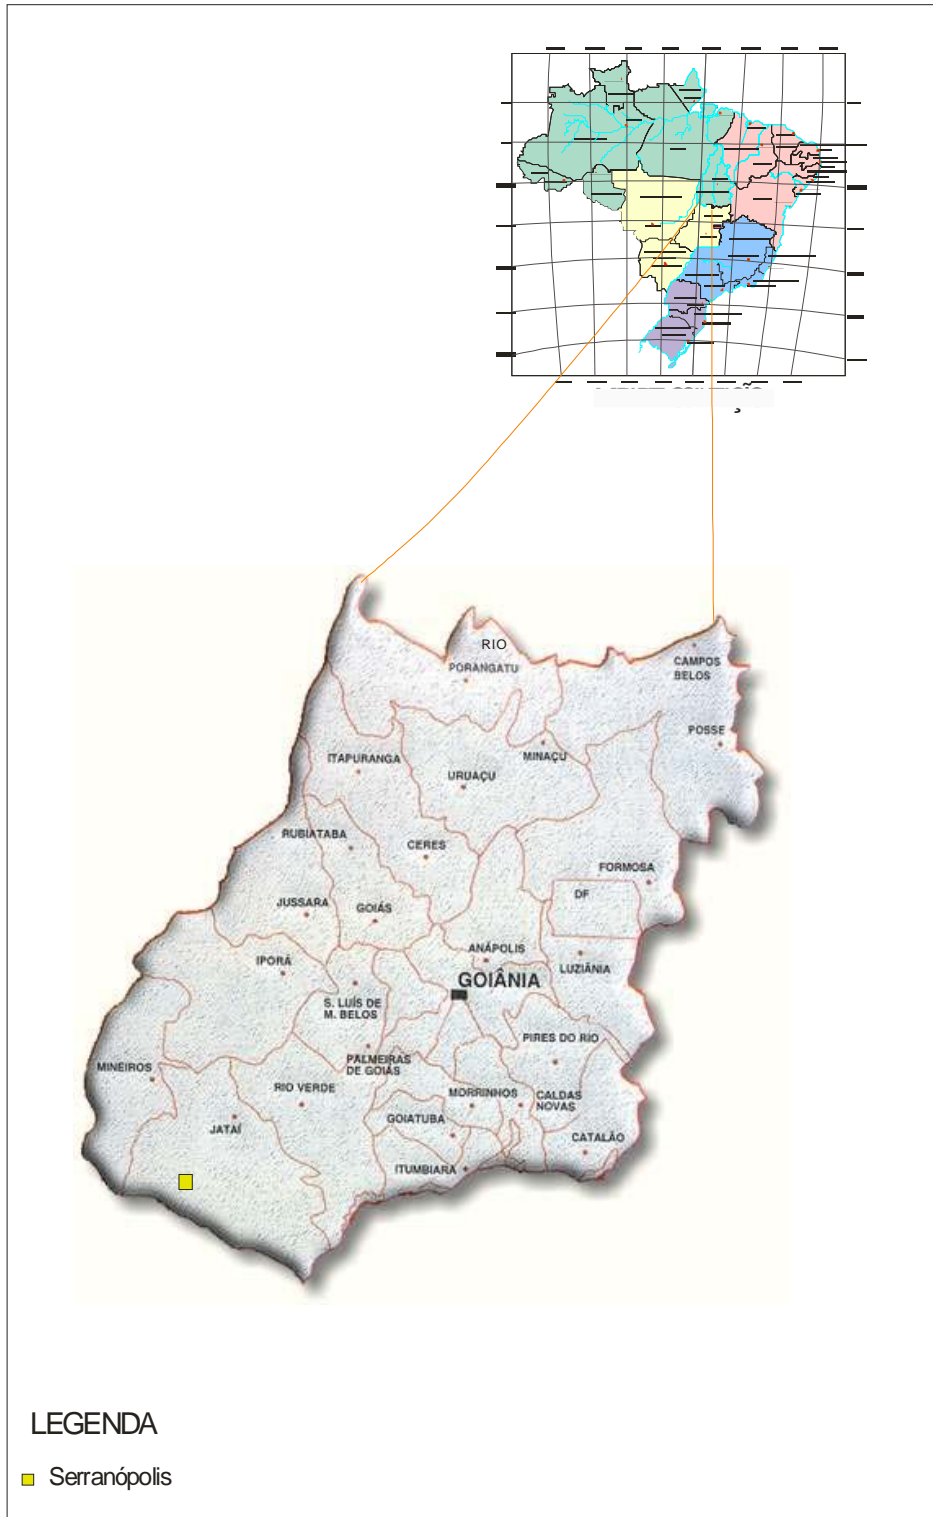 RIO
PORANGATU
CAMPOS
BELOS
POSSE
MINAÇU
ITAPURANGA
URUAÇU
RUBIATABA
CERES
FORMOSA
DF
JUSSARA
GOIÁS
ANÁPOLIS
IPORÁ
LUZIÂNIA
GOIÂNIA
S. LUÍS DE
M. BELOS
PIRES DO RIO
PALMEIRAS
DE GOIÁS
MINEIROS
RIO VERDE
MORRINHOS
CALDAS
NOVAS
GOIATUBA
JATAÍ
CATALÃO
ITUMBIARA
LEGENDA
Serranópolis